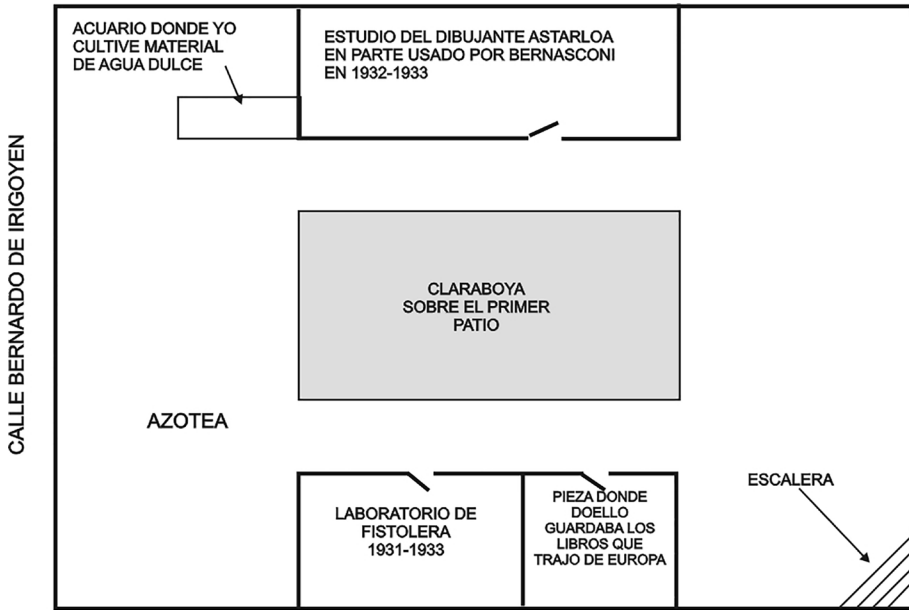 ACUARIO DONDE YO
CULTIVE MATERIAL
DE AGUA DULCE
ESTUDIO DEL DIBUJANTE ASTARLOA
EN PARTE USADO POR BERNASCONI
EN 1932-1933
CALLE BERNARDO DE IRIGOYEN
CLARABOYA
SOBRE EL PRIMER
PATIO
AZOTEA
LABORATORIO DE
FISTOLERA
1931-1933
PIEZA DONDE
DOELLO
GUARDABA LOS
LIBROS QUE
TRAJO DE EUROPA
ESCALERA